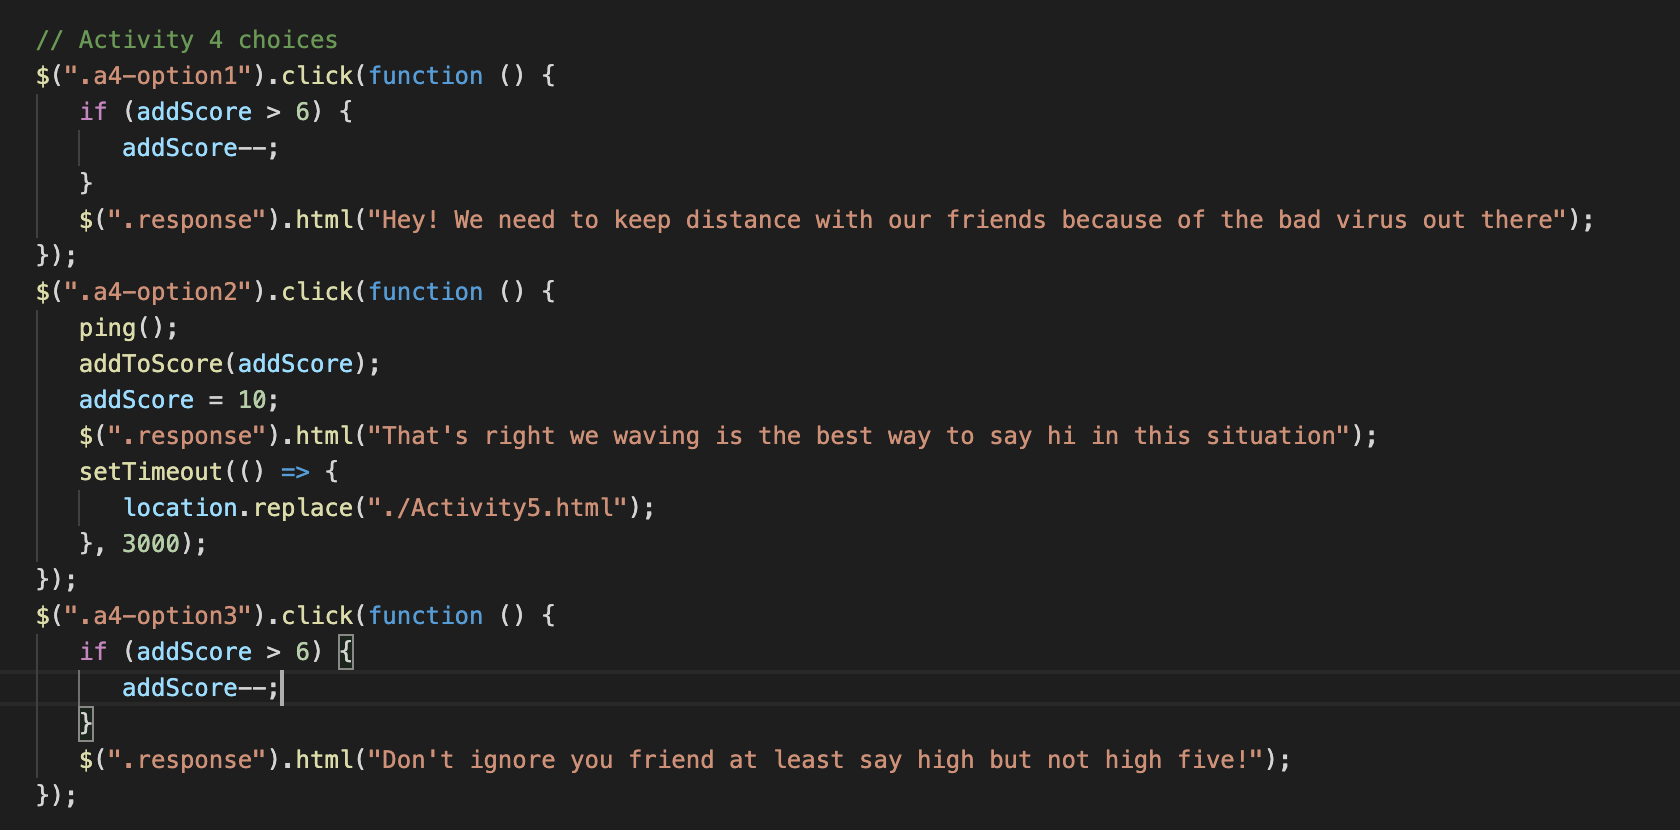 // Activity 4 choices
$(".a4-option1").click(function () {
if (addScore > 6) {
addScore--;
}
$(".response").html("Hey! We need to keep distance with our friends because of the bad virus out there");
});
$(".a4-option2").click(function () {
ping();
addToScore(addScore);
addScore = 10;
$(".response").html("That's right we waving is the best way to say hi in this situation");
setTimeout(() => {
location.replace("./Activity5.html");
}, 3000);
});
$(".a4-option3").click(function () {
if (addScore > 6) {
addScore--;
}
$(".response").html("Don't ignore you friend at least say high but not high five!");
});